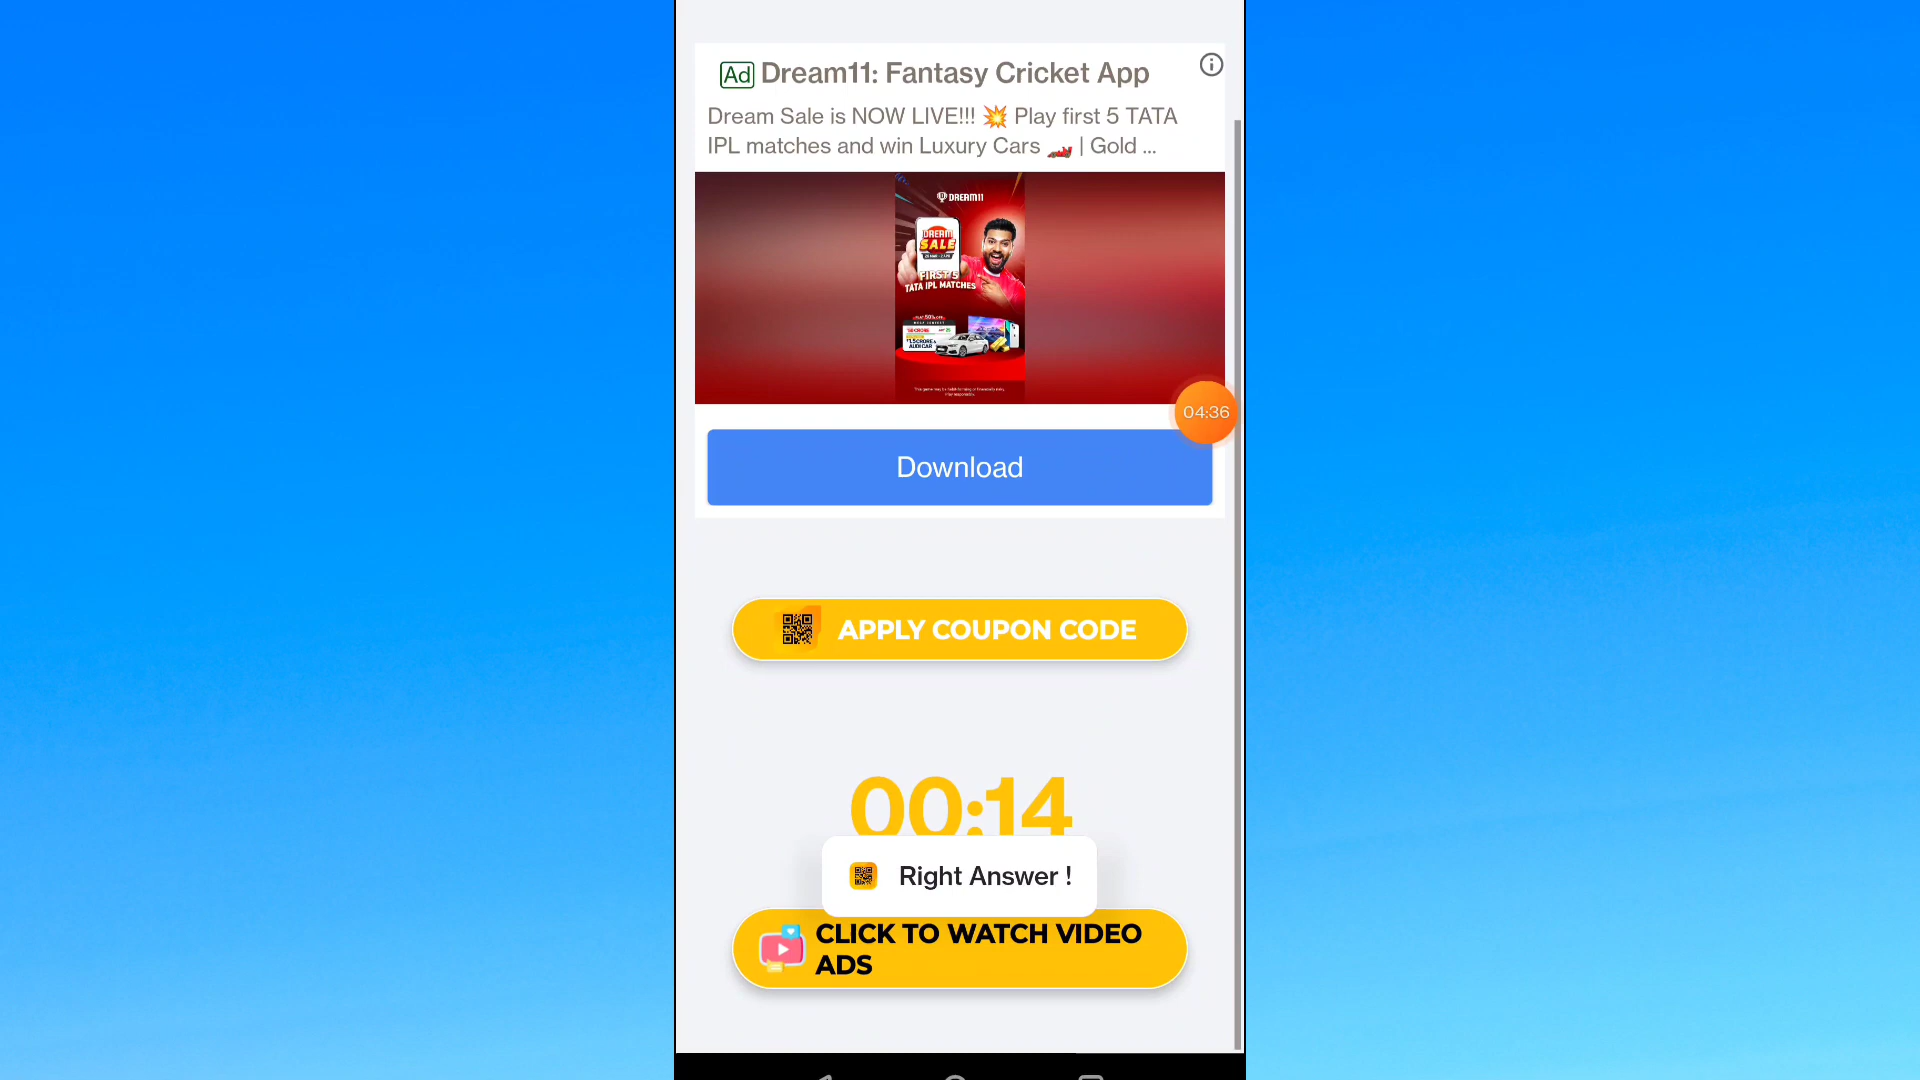 Ad Dream11: Fantasy Cricket App
Dream Sale is NOW LIVE!!! 💥 Play first 5 TATA
IPL matches and win Luxury Cars 🏎️ | Gold ...
DREAM11
DREAM
SALE
FIRST 5
TATA IPL MATCHES
AUDI CAR
04:36
Download
APPLY COUPON CODE
00:14
Right Answer !
CLICK TO WATCH VIDEO
ADS